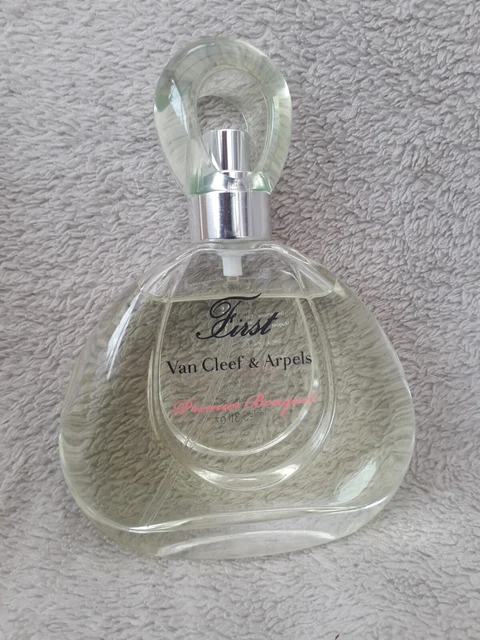 First
Van Cleef & Arpels
Premier Bouquet